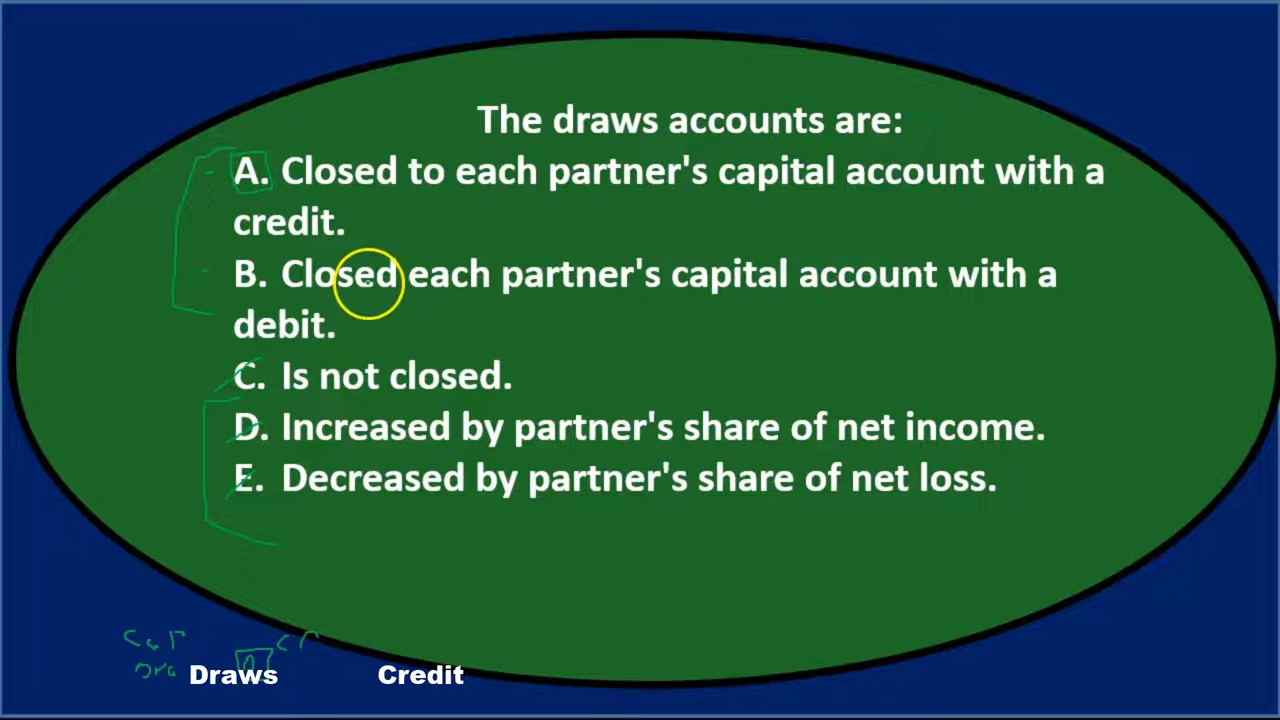 The draws accounts are:
A. Closed to each partner's capital account with a
credit.
B. Closed each partner's capital account with a
debit.
C. Is not closed.
D. Increased by partner's share of net income.
E. Decreased by partner's share of net loss.
Draws Credit